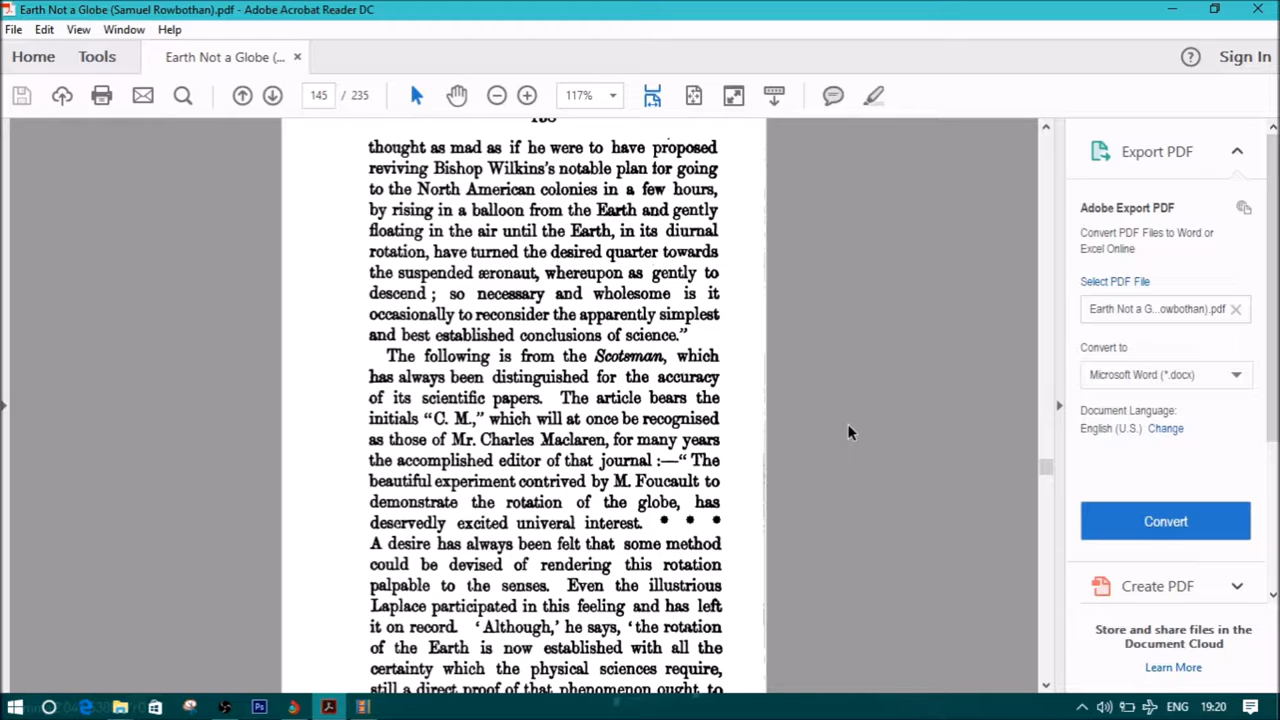 Earth Not a Globe (Samuel Rowbothan).pdf - Adobe Acrobat Reader DC
File Edit View Window Help
Home Tools Earth Not a Globe (... Sign In
145 / 235 117%
thought as mad as if he were to have proposed
reviving Bishop Wilkins's notable plan for going
to the North American colonies in a few hours,
by rising in a balloon from the Earth and gently
floating in the air until the Earth, in its diurnal
rotation, have turned the desired quarter towards
the suspended æronaut, whereupon as gently to
descend ; so necessary and wholesome is it
occasionally to reconsider the apparently simplest
and best established conclusions of science."
The following is from the Scotsman, which
has always been distinguished for the accuracy
of its scientific papers. The article bears the
initials "C. M.," which will at once be recognised
as those of Mr. Charles Maclaren, for many years
the accomplished editor of that journal :—" The
beautiful experiment contrived by M. Foucault to
demonstrate the rotation of the globe, has
deservedly excited univeral interest. * * *
A desire has always been felt that some method
could be devised of rendering this rotation
palpable to the senses. Even the illustrious
Laplace participated in this feeling and has left
it on record. 'Although,' he says, 'the rotation
of the Earth is now established with all the
certainty which the physical sciences require,
still a direct proof of that phenomenon ought to
Export PDF
Adobe Export PDF
Convert PDF Files to Word or
Excel Online
Select PDF File
Earth Not a G...owbothan).pdf
Convert to
Microsoft Word (*.docx)
Document Language:
English (U.S.) Change
Convert
Create PDF
Store and share files in the
Document Cloud
Learn More
ENG 19:20